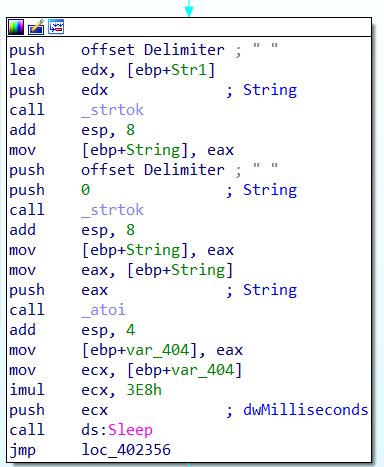 push offset Delimiter ; " "
lea edx, [ebp+Str1]
push edx ; String
call _strtok
add esp, 8
mov [ebp+String], eax
push offset Delimiter ; " "
push 0 ; String
call _strtok
add esp, 8
mov [ebp+String], eax
mov eax, [ebp+String]
push eax ; String
call _atoi
add esp, 4
mov [ebp+var_404], eax
mov ecx, [ebp+var_404]
imul ecx, 3E8h
push ecx ; dwMilliseconds
call ds:Sleep
jmp loc_402356